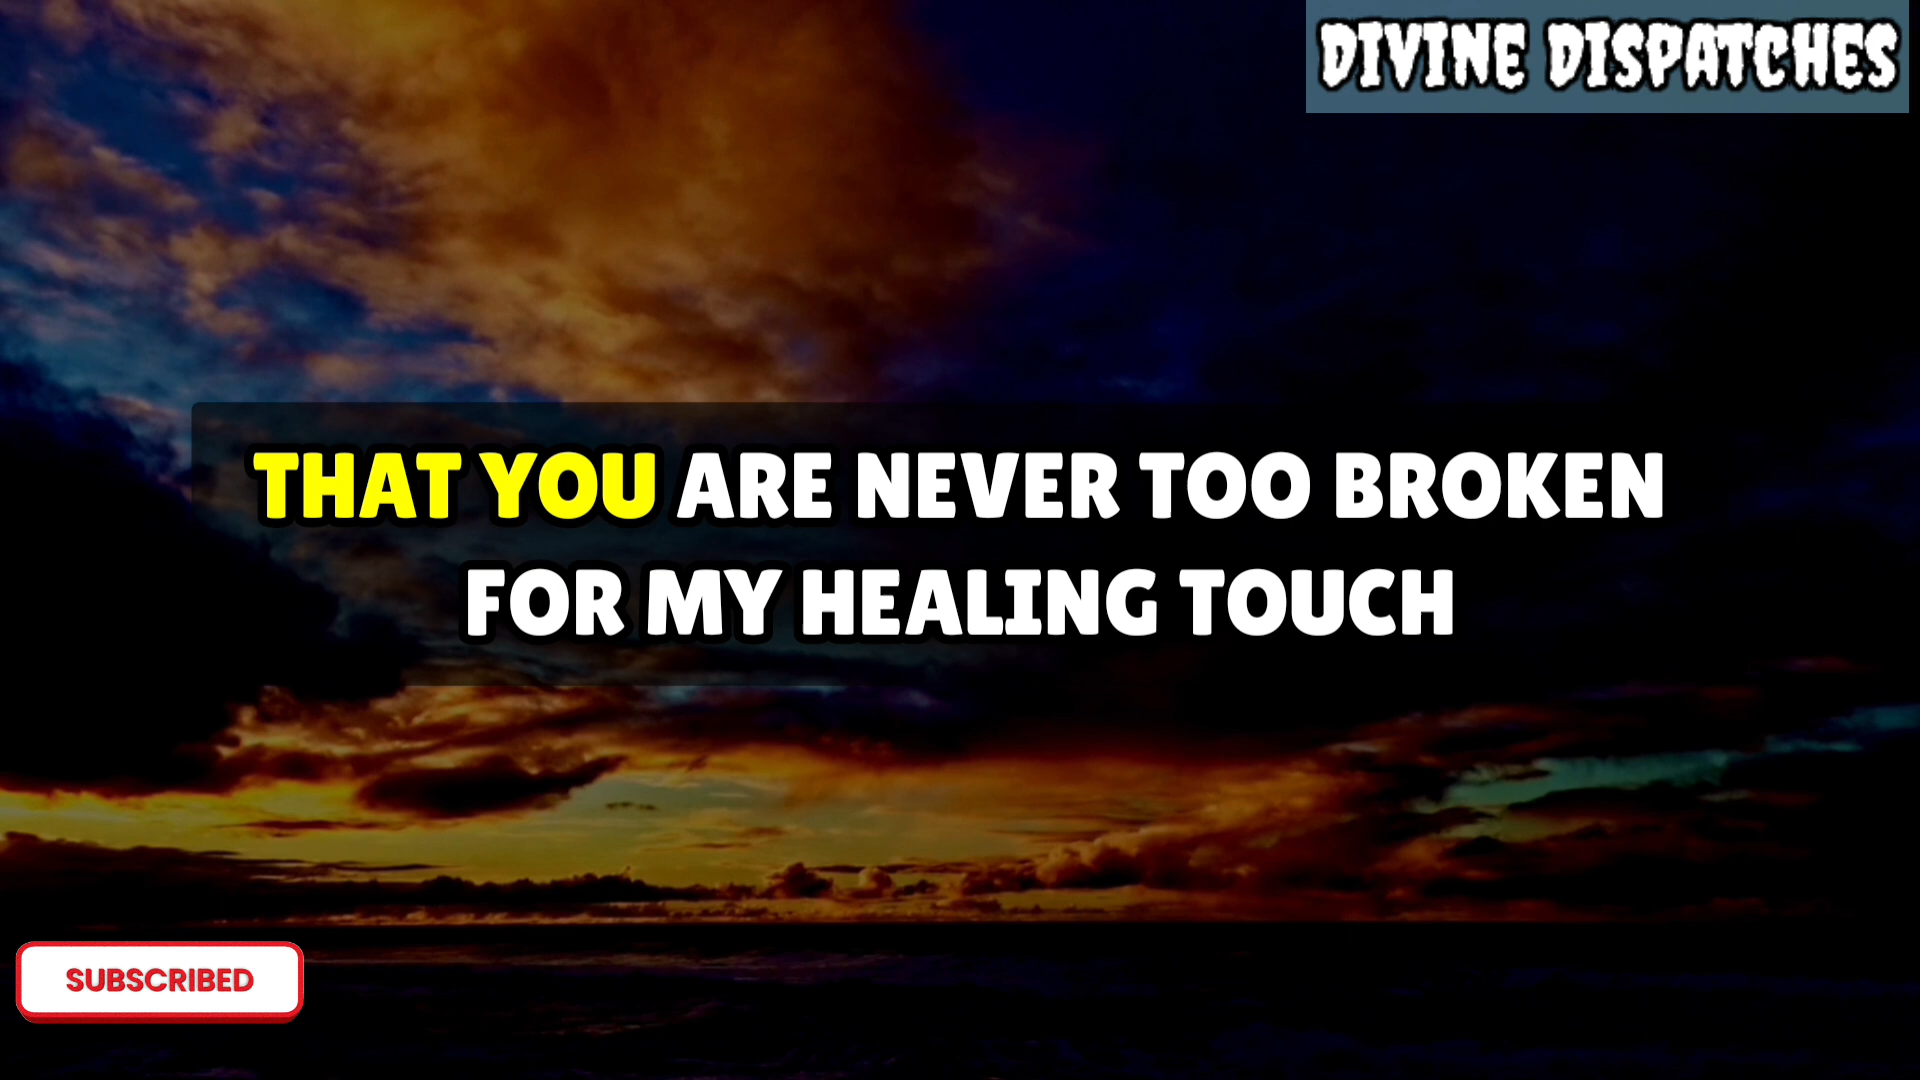 DIVINE DISPATCHES
THAT YOU ARE NEVER TOO BROKEN
FOR MY HEALING TOUCH
SUBSCRIBED